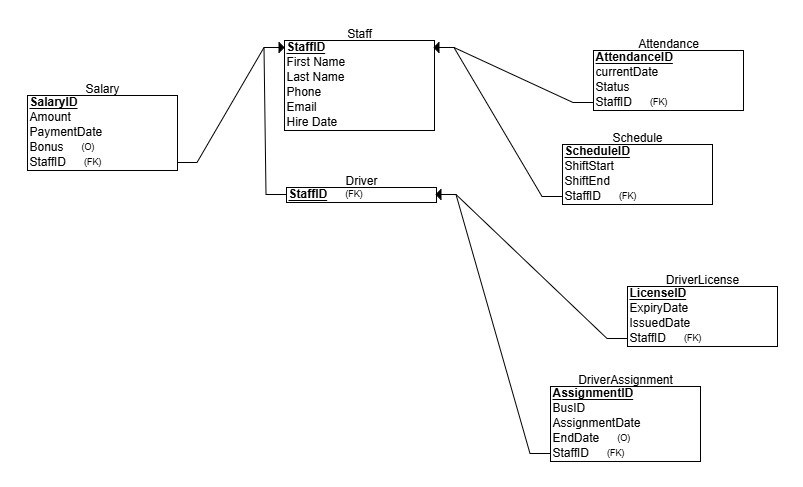 Staff
StaffID
First Name
Last Name
Phone
Email
Hire Date
Attendance
AttendanceID
currentDate
Status
StaffID (FK)
Salary
SalaryID
Amount
PaymentDate
Bonus (O)
StaffID (FK)
Schedule
ScheduleID
ShiftStart
ShiftEnd
StaffID (FK)
Driver
StaffID (FK)
DriverLicense
LicenseID
ExpiryDate
IssuedDate
StaffID (FK)
DriverAssignment
AssignmentID
BusID
AssignmentDate
EndDate (O)
StaffID (FK)